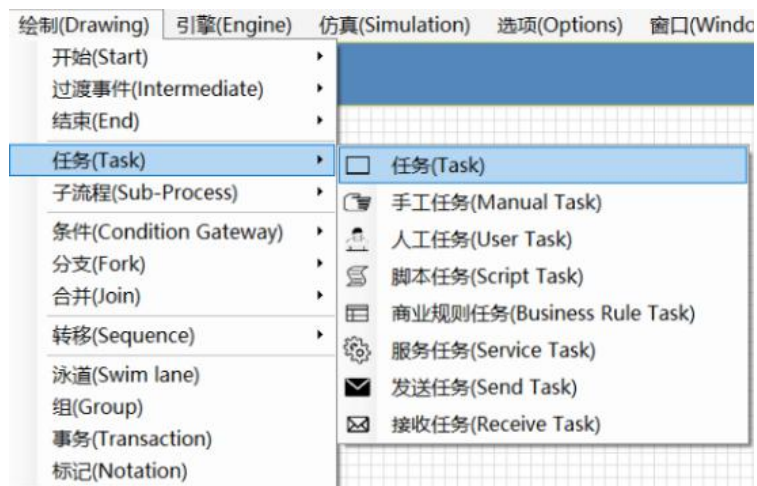 绘制(Drawing) 引擎(Engine) 仿真(Simulation) 选项(Options) 窗口(Windo
开始(Start)
过渡事件(Intermediate)
结束(End)
任务(Task)
子流程(Sub-Process)
条件(Condition Gateway)
分支(Fork)
合并(Join)
转移(Sequence)
泳道(Swim lane)
组(Group)
事务(Transaction)
标记(Notation)
任务(Task)
手工任务(Manual Task)
人工任务(User Task)
脚本任务(Script Task)
商业规则任务(Business Rule Task)
服务任务(Service Task)
发送任务(Send Task)
接收任务(Receive Task)